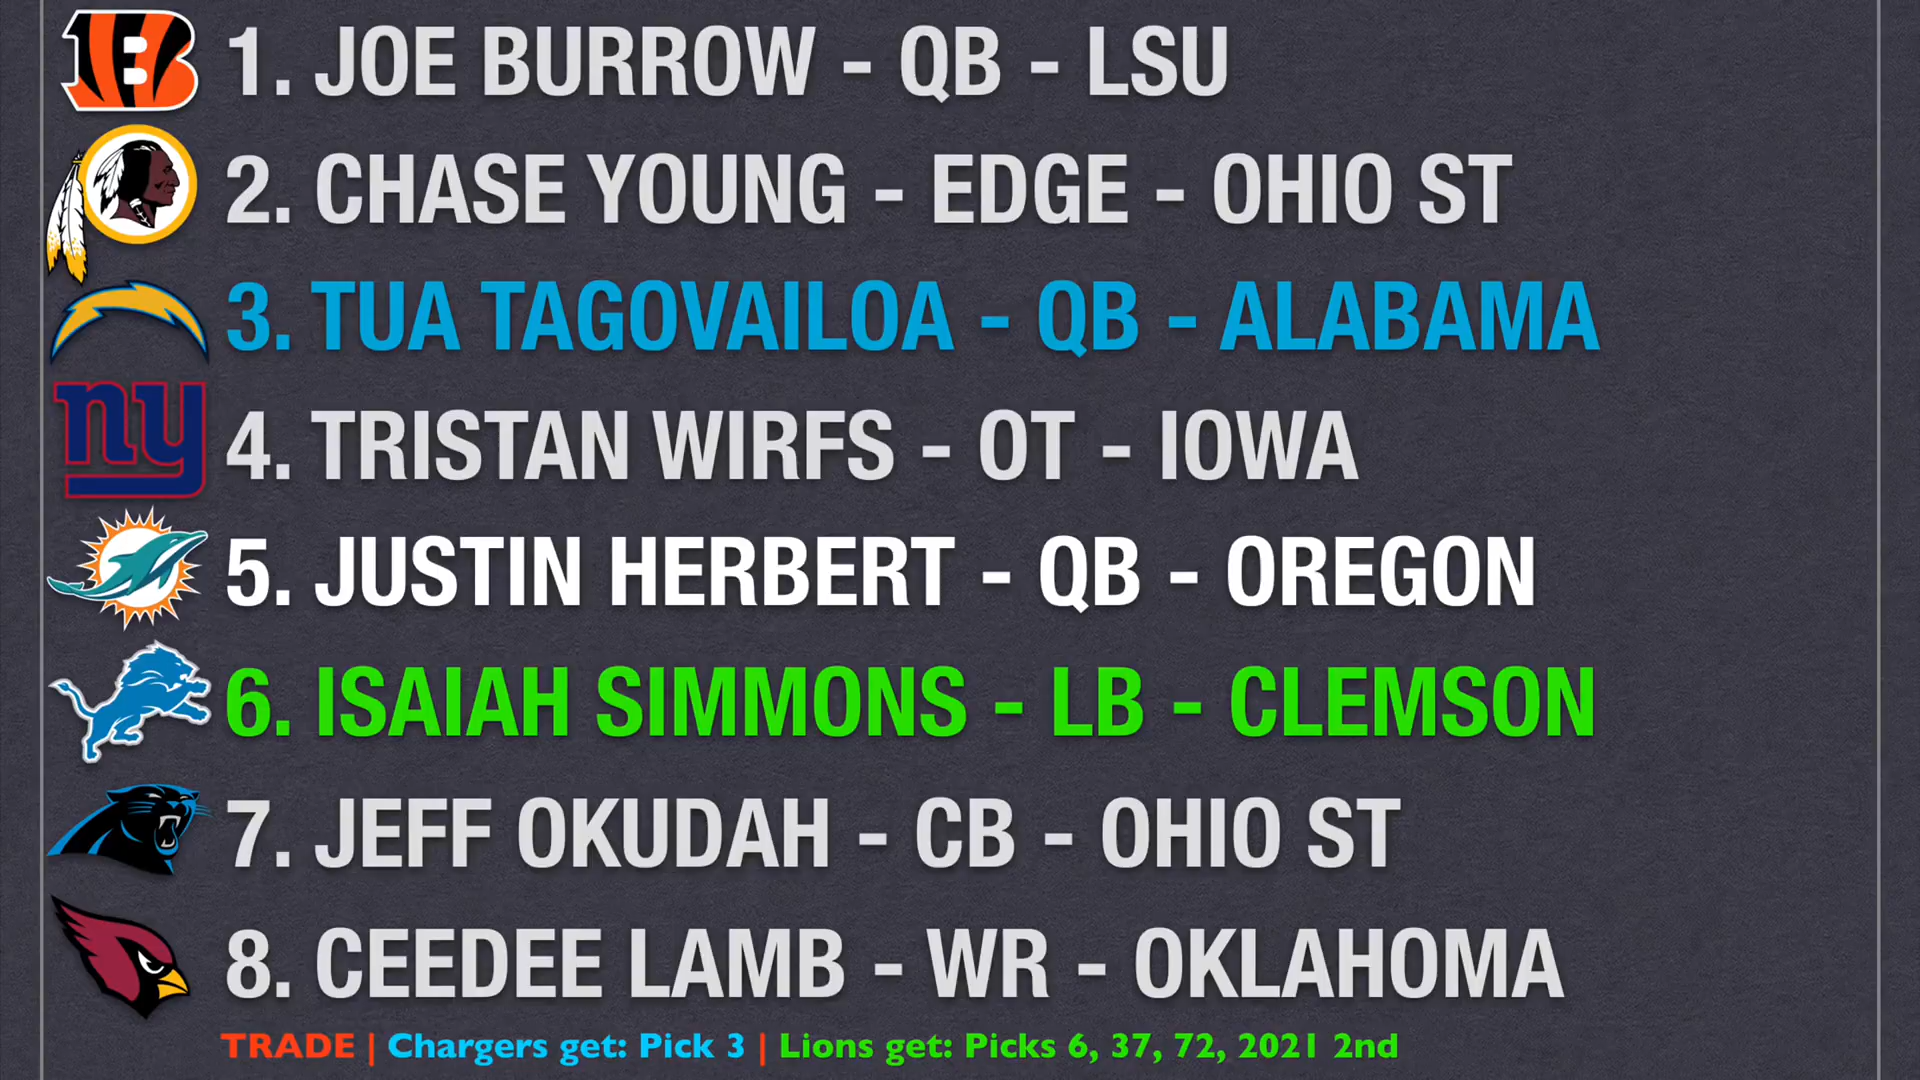 1. JOE BURROW - QB - LSU
2. CHASE YOUNG - EDGE - OHIO ST
3. TUA TAGOVAILOA - QB - ALABAMA
ny
4. TRISTAN WIRFS - OT - IOWA
5. JUSTIN HERBERT - QB - OREGON
6. ISAIAH SIMMONS - LB - CLEMSON
7. JEFF OKUDAH - CB - OHIO ST
8. CEEDEE LAMB - WR - OKLAHOMA
TRADE | Chargers get: Pick 3 | Lions get: Picks 6, 37, 72, 2021 2nd